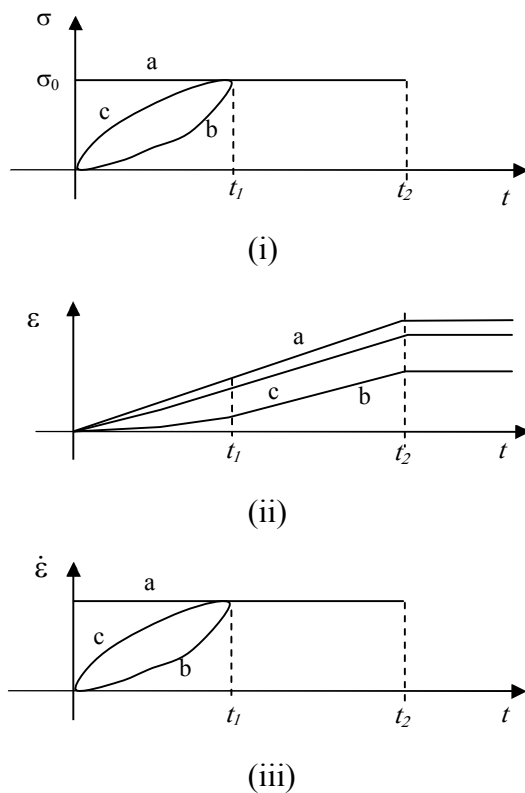 σ
σ₀
a
c
b
t₁
t₂
t
(i)
ε
a
c
b
t₁
t₂
t
(ii)
ε̇
a
c
b
t₁
t₂
t
(iii)